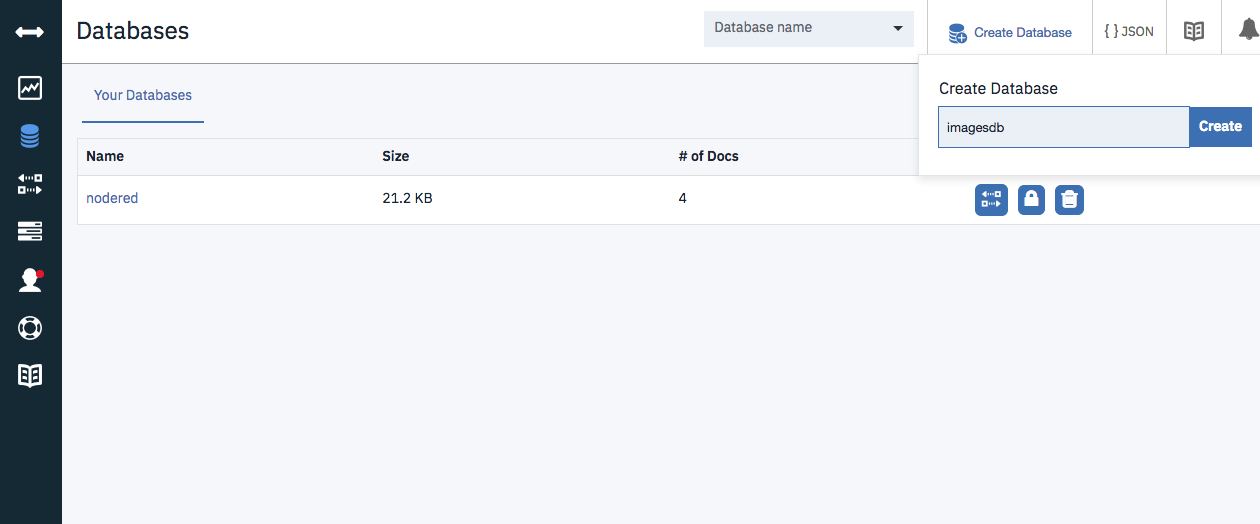 Databases
Database name
Create Database
{ } JSON
Your Databases
Create Database
imagesdb
Create
Name Size # of Docs
nodered 21.2 KB 4